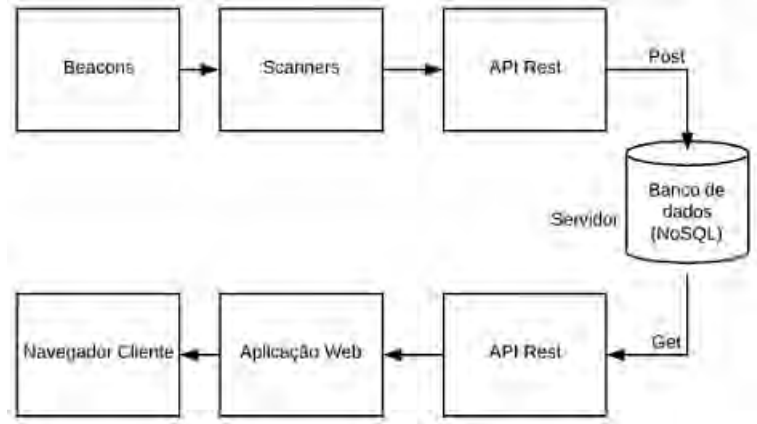 Beacons
Scanners
API Rest
Post
Banco de
dados
(NoSQL)
Servidor
Get
API Rest
Aplicação Web
Navegador Cliente